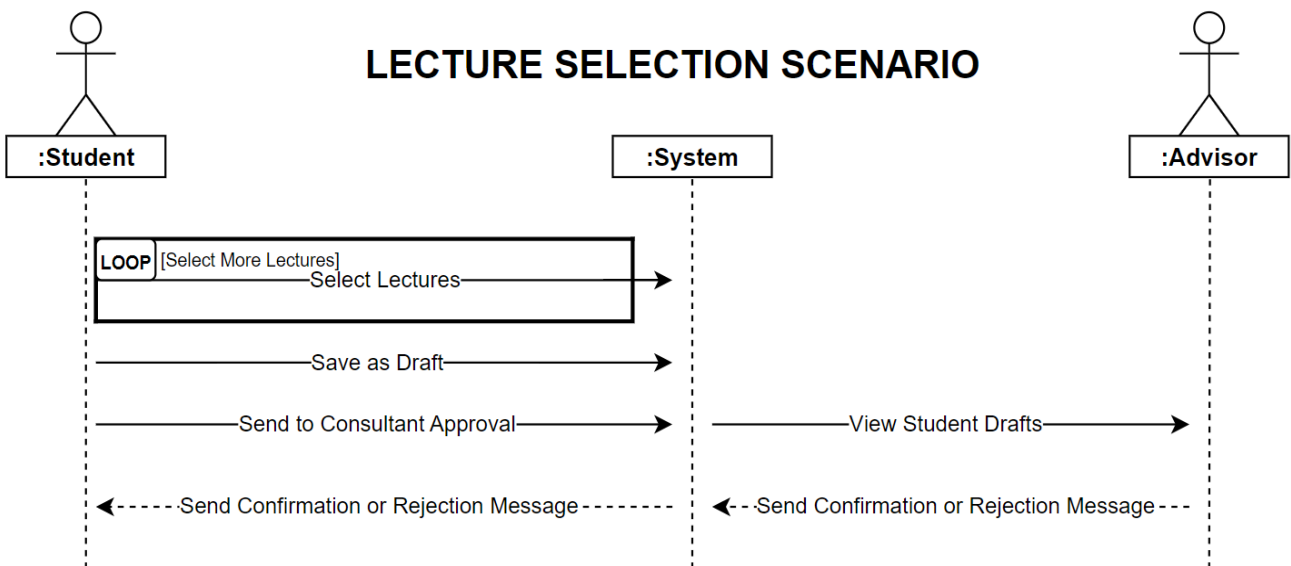 LECTURE SELECTION SCENARIO
:Student
:System
:Advisor
LOOP [Select More Lectures]
Select Lectures
Save as Draft
Send to Consultant Approval
View Student Drafts
Send Confirmation or Rejection Message
Send Confirmation or Rejection Message